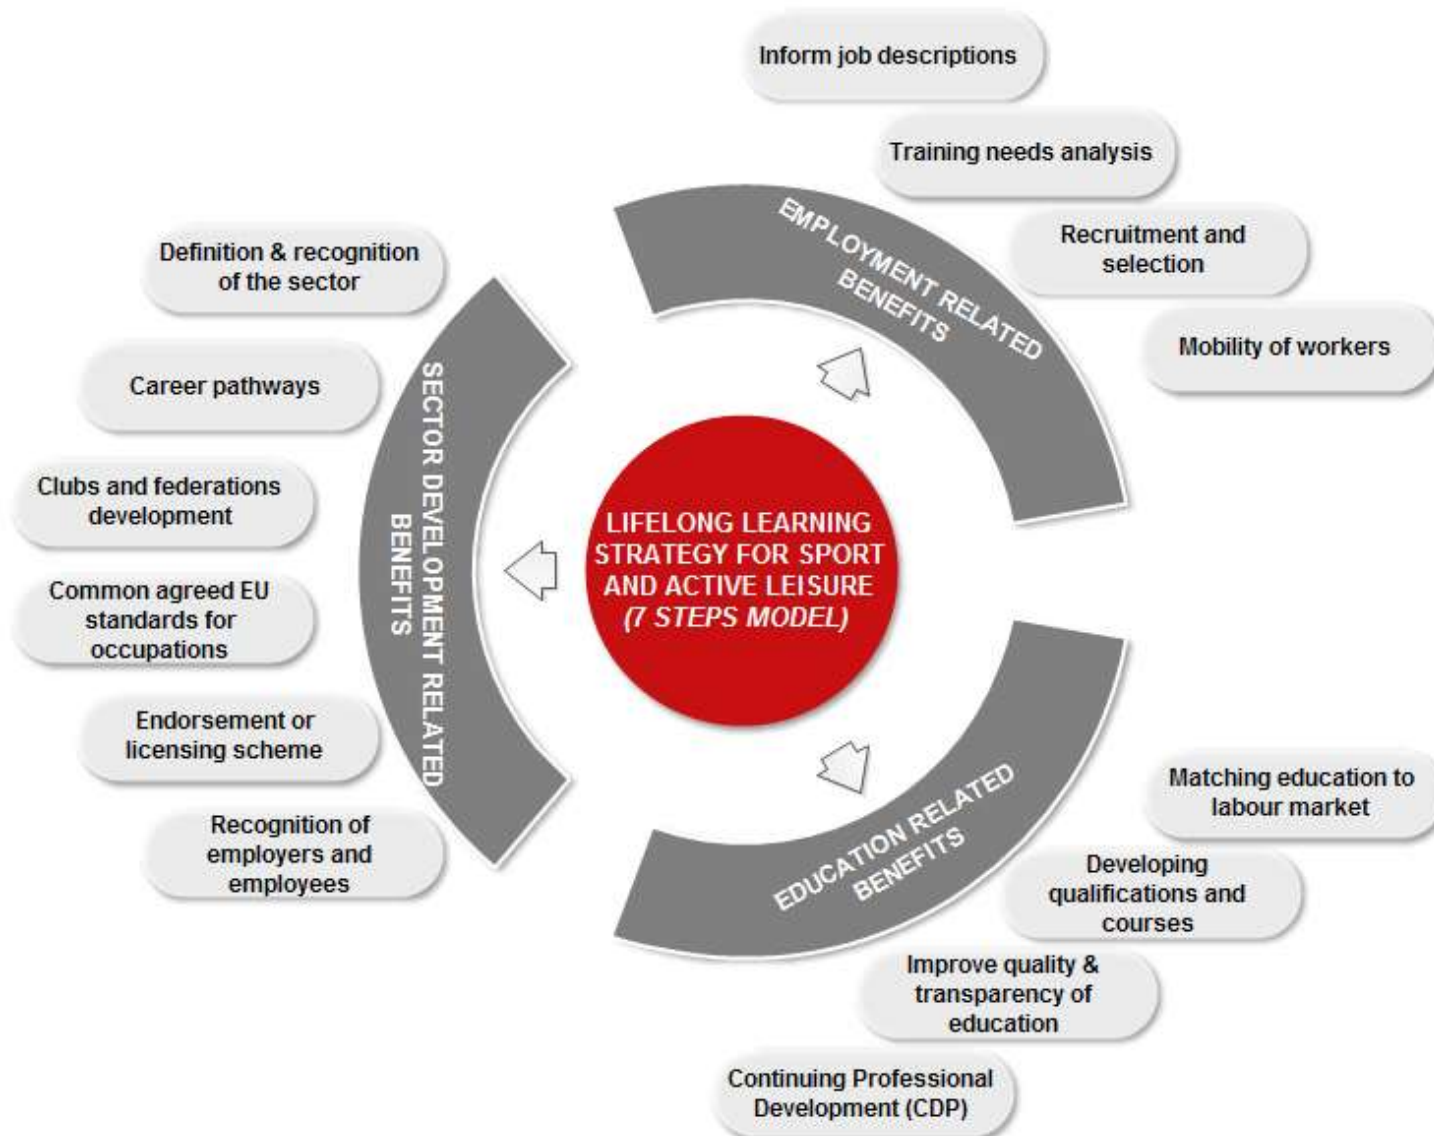 Inform job descriptions
Training needs analysis
Recruitment and
selection
Mobility of workers
EMPLOYMENT RELATED
BENEFITS
Definition & recognition
of the sector
Career pathways
Clubs and federations
development
Common agreed EU
standards for
occupations
Endorsement or
licensing scheme
Recognition of
employers and
employees
SECTOR DEVELOPMENT RELATED
BENEFITS
LIFELONG LEARNING
STRATEGY FOR SPORT
AND ACTIVE LEISURE
(7 STEPS MODEL)
EDUCATION RELATED
BENEFITS
Matching education to
labour market
Developing
qualifications and
courses
Improve quality &
transparency of
education
Continuing Professional
Development (CDP)